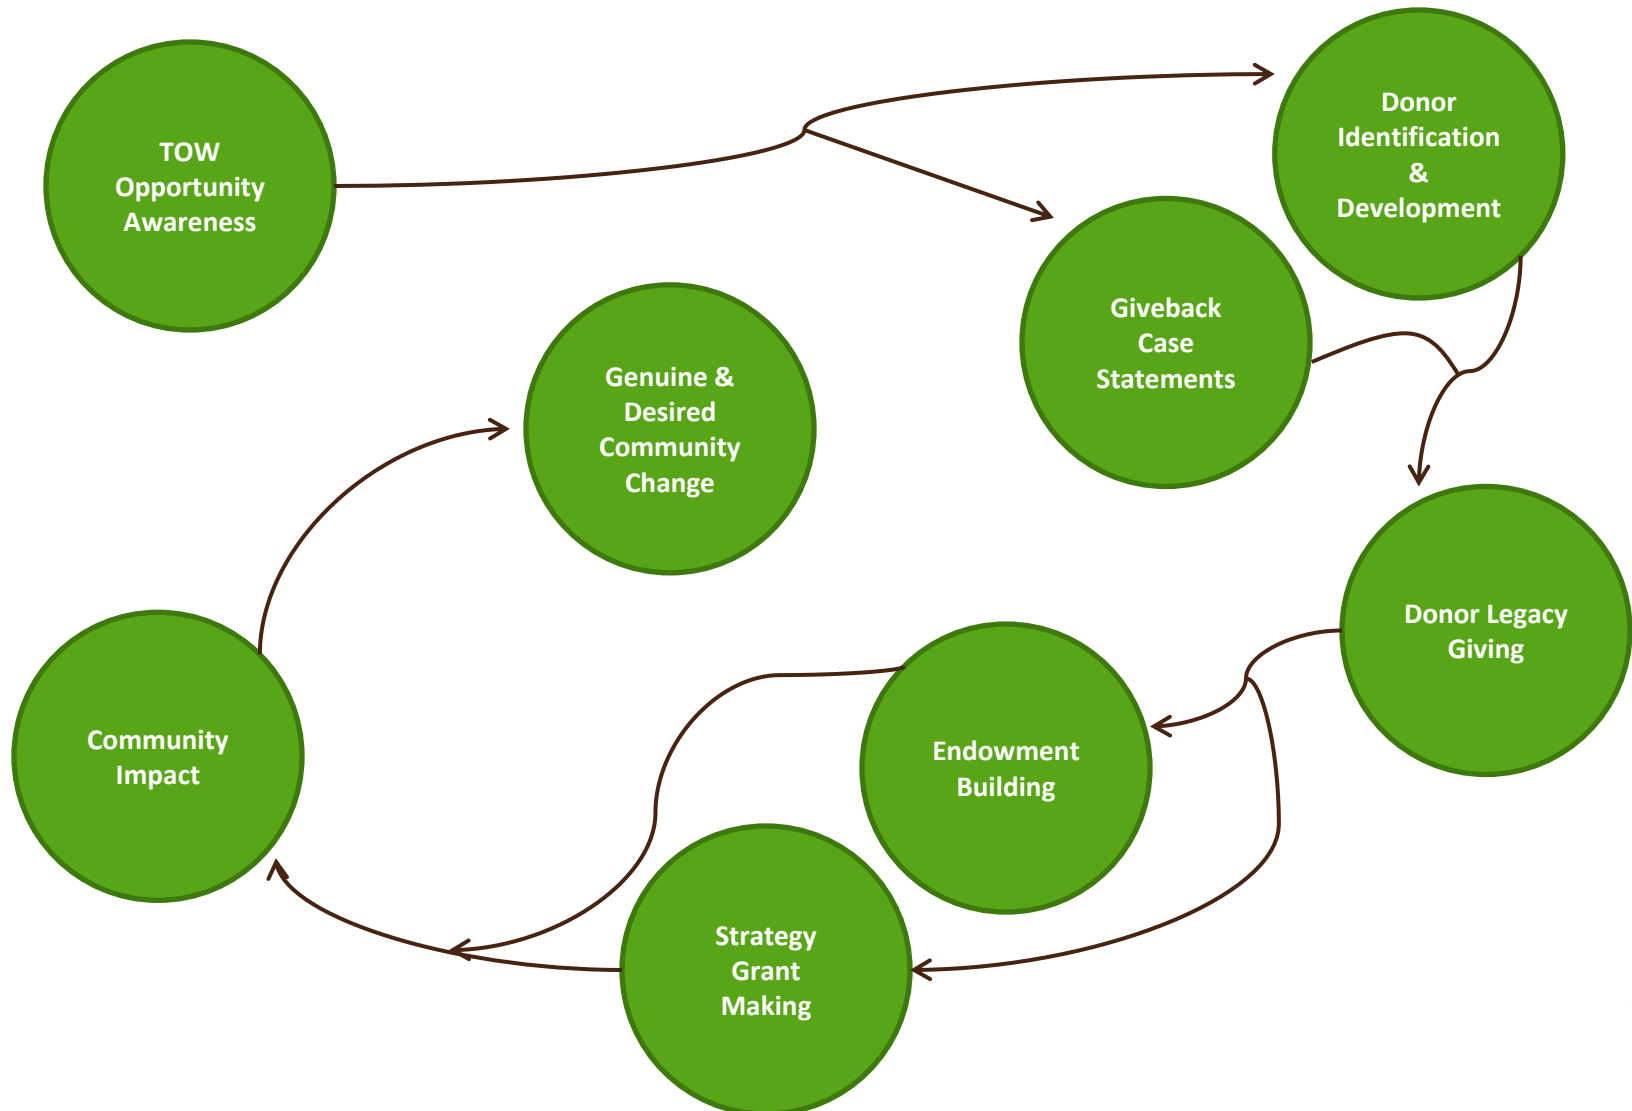 TOW
Opportunity
Awareness
Donor
Identification
&
Development
Giveback
Case
Statements
Genuine &
Desired
Community
Change
Donor Legacy
Giving
Endowment
Building
Community
Impact
Strategy
Grant
Making